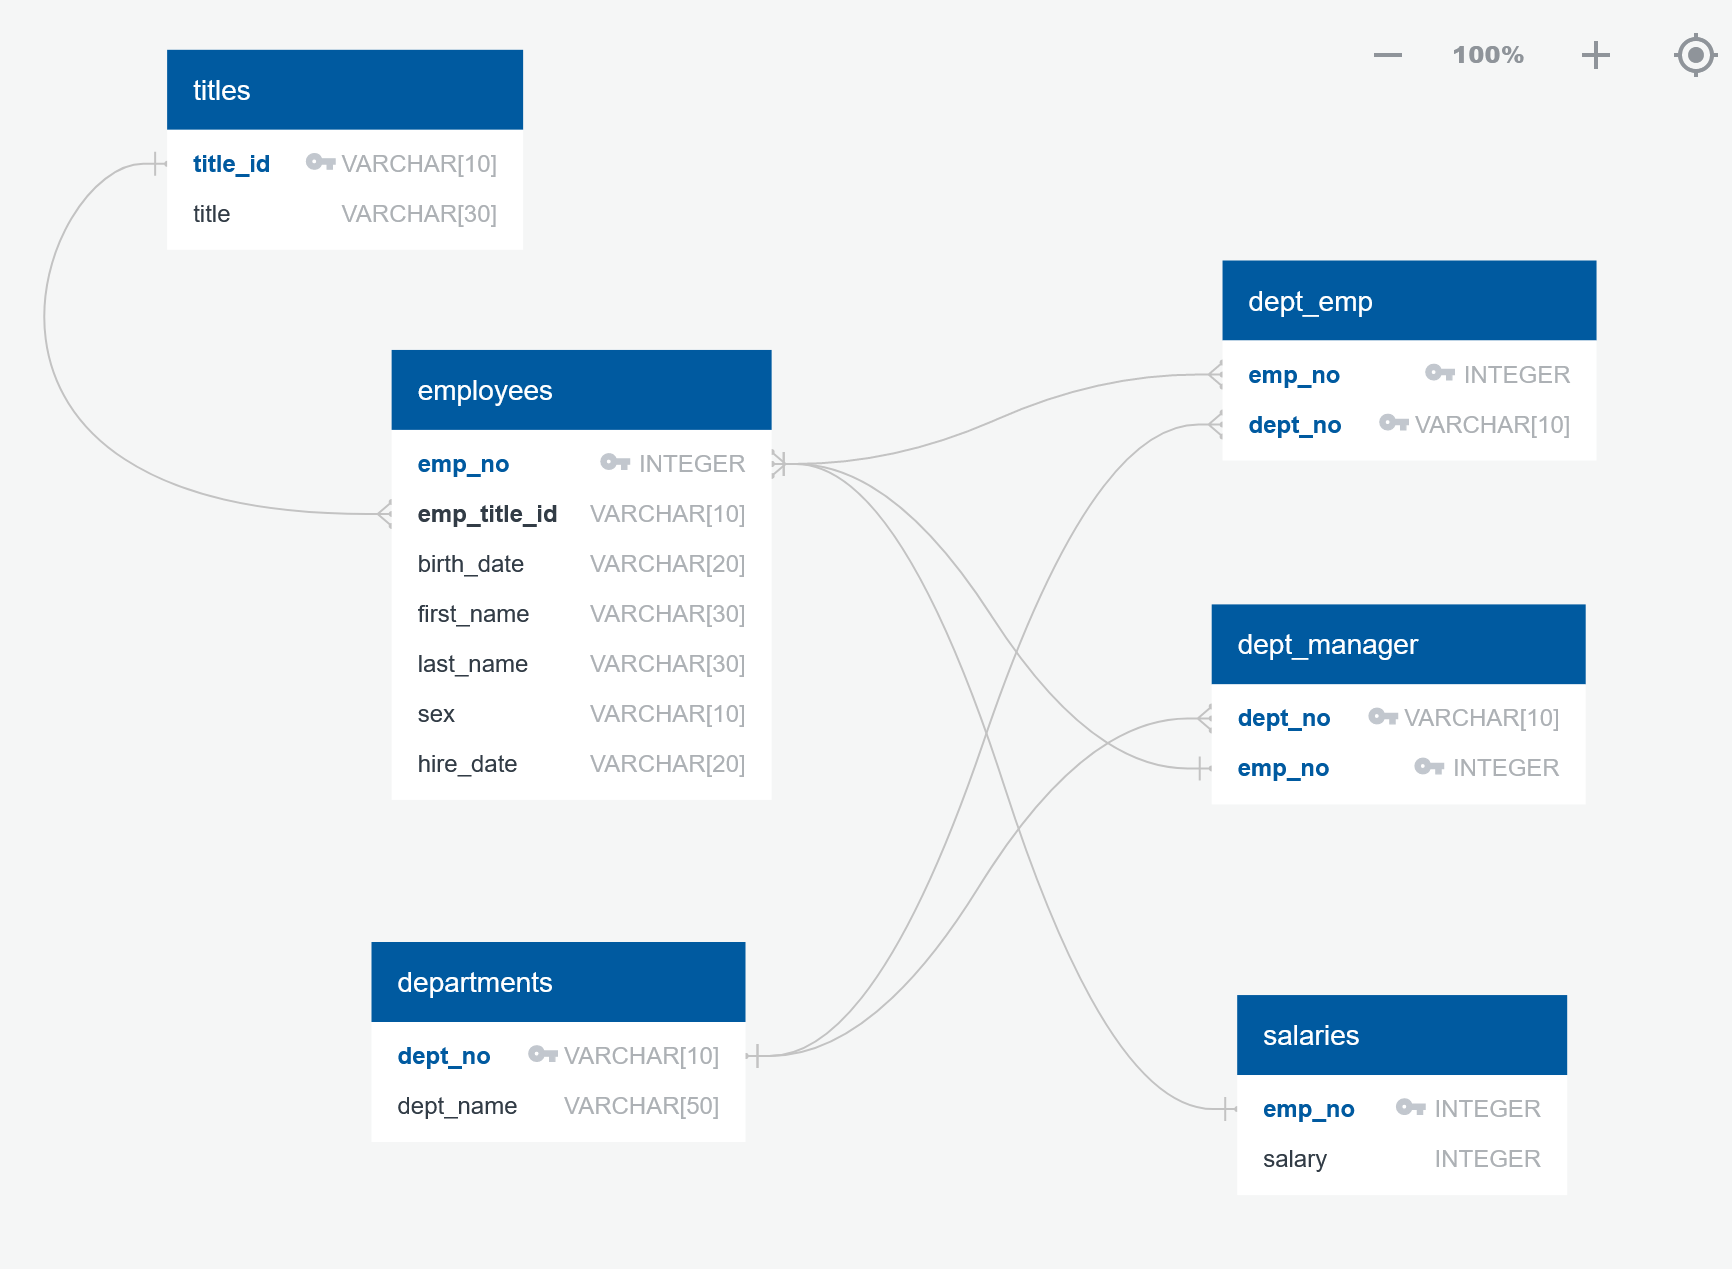 100%
titles
title_id VARCHAR[10]
title VARCHAR[30]
dept_emp
emp_no INTEGER
dept_no VARCHAR[10]
employees
emp_no INTEGER
emp_title_id VARCHAR[10]
birth_date VARCHAR[20]
first_name VARCHAR[30]
last_name VARCHAR[30]
sex VARCHAR[10]
hire_date VARCHAR[20]
dept_manager
dept_no VARCHAR[10]
emp_no INTEGER
departments
dept_no VARCHAR[10]
dept_name VARCHAR[50]
salaries
emp_no INTEGER
salary INTEGER